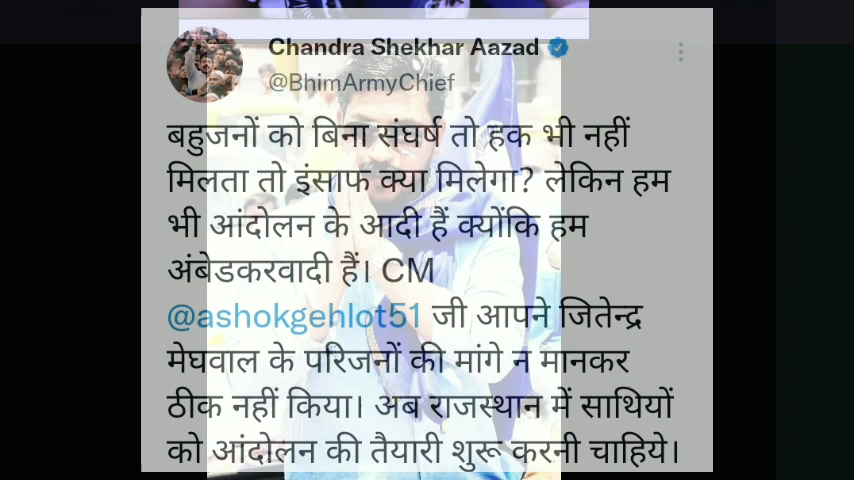 Chandra Shekhar Aazad
@BhimArmyChief
बहुजनों को बिना संघर्ष तो हक भी नहीं
मिलता तो इंसाफ क्या मिलेगा? लेकिन हम
भी आंदोलन के आदी हैं क्योंकि हम
अंबेडकरवादी हैं। CM
@ashokgehlot51 जी आपने जितेन्द्र
मेघवाल के परिजनों की मांगे न मानकर
ठीक नहीं किया। अब राजस्थान में साथियों
को आंदोलन की तैयारी शुरू करनी चाहिये।